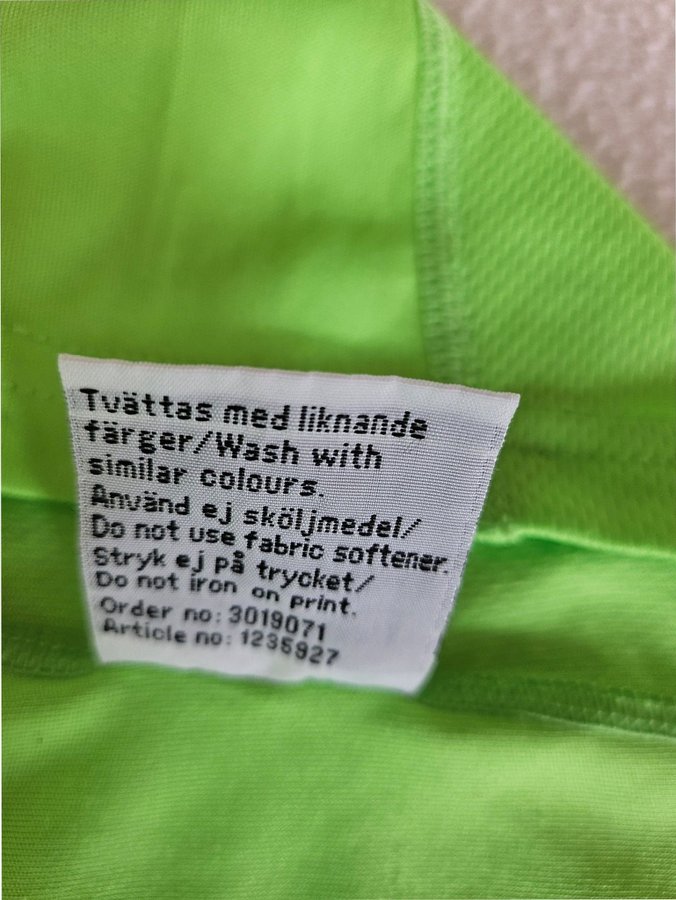 Tvättas med liknande
färger/Wash with
similar colours.
Använd ej sköljmedel/
Do not use fabric softener.
Stryk ej på trycket/
Do not iron on print.
Order no: 3019071
Article no: 1235927